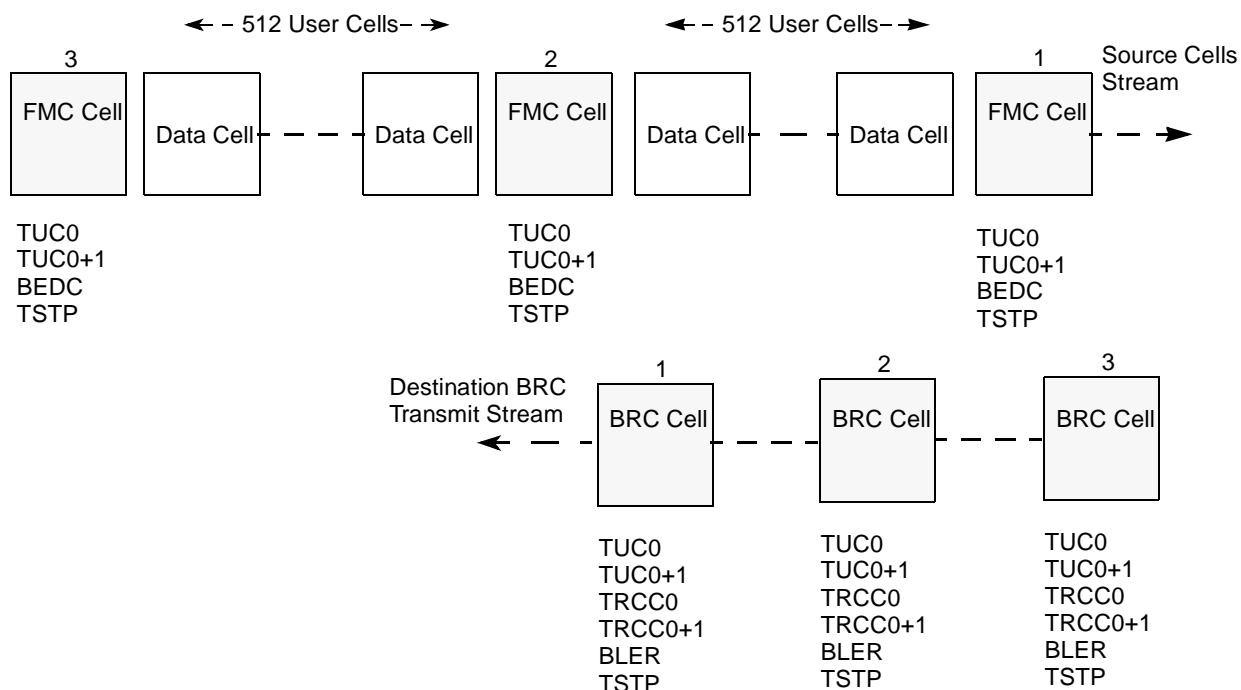 512 User Cells
512 User Cells
3
2
1
Source Cells
Stream
FMC Cell
Data Cell
Data Cell
FMC Cell
Data Cell
Data Cell
FMC Cell
TUC0
TUC0+1
BEDC
TSTP
TUC0
TUC0+1
BEDC
TSTP
TUC0
TUC0+1
BEDC
TSTP
Destination BRC
Transmit Stream
1
2
3
BRC Cell
BRC Cell
BRC Cell
TUC0
TUC0+1
TRCC0
TRCC0+1
BLER
TSTP
TUC0
TUC0+1
TRCC0
TRCC0+1
BLER
TSTP
TUC0
TUC0+1
TRCC0
TRCC0+1
BLER
TSTP